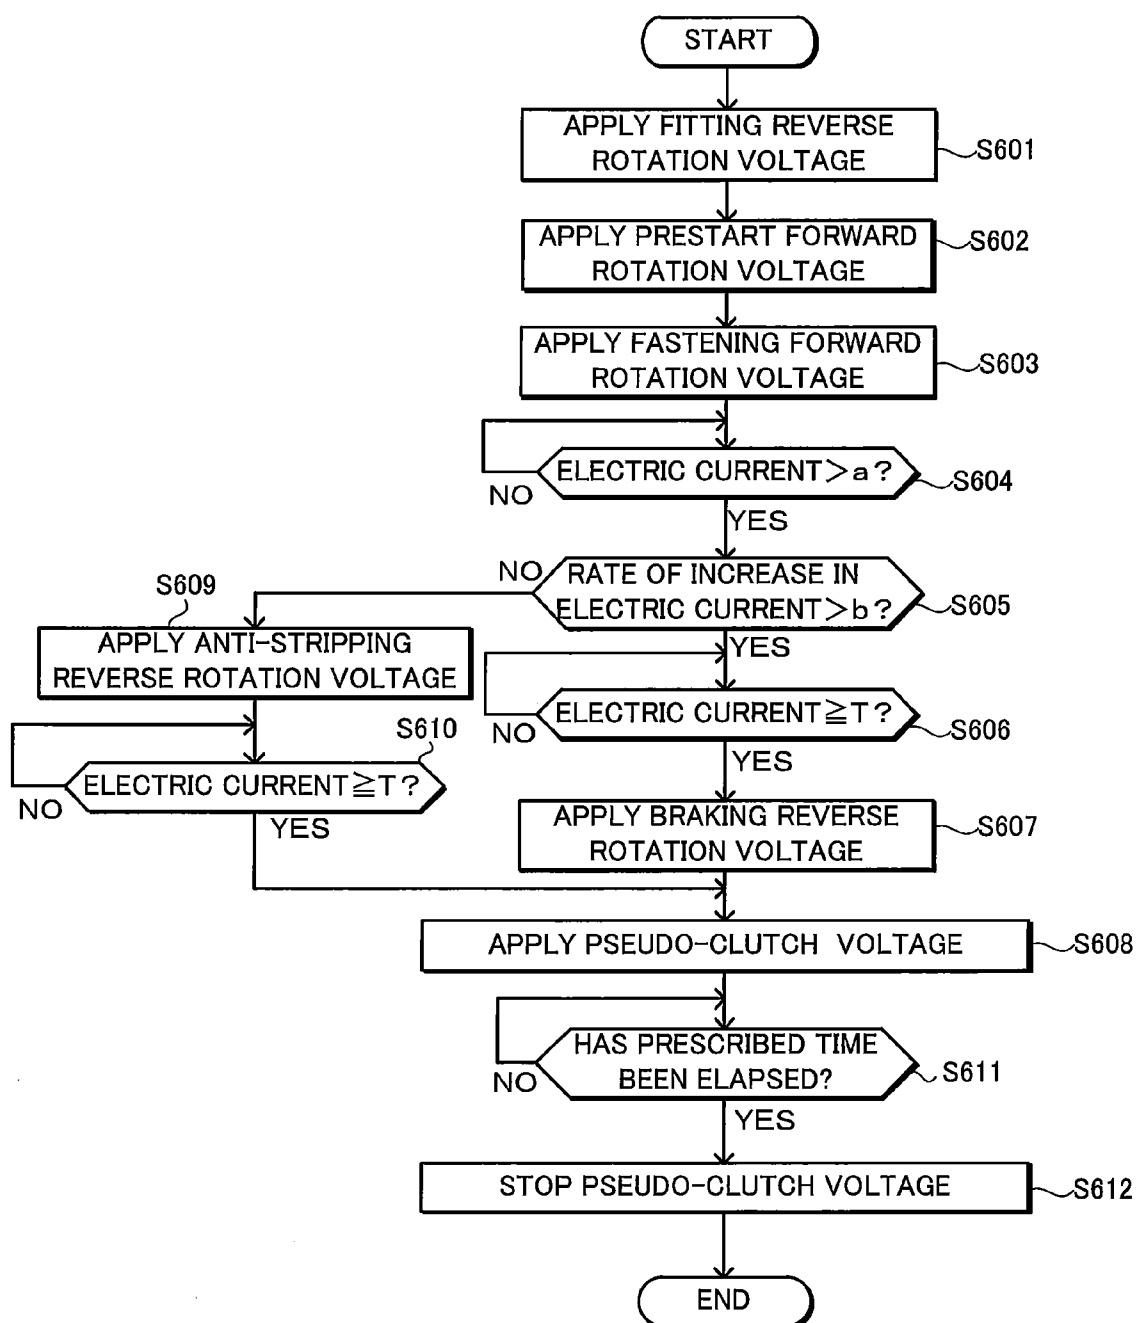 START
APPLY FITTING REVERSE
ROTATION VOLTAGE
S601
APPLY PRESTART FORWARD
ROTATION VOLTAGE
S602
APPLY FASTENING FORWARD
ROTATION VOLTAGE
S603
ELECTRIC CURRENT>a?
S604
NO
YES
RATE OF INCREASE IN
ELECTRIC CURRENT>b?
S605
NO
YES
S609
APPLY ANTI-STRIPPING
REVERSE ROTATION VOLTAGE
ELECTRIC CURRENT≧T?
S606
NO
YES
S610
ELECTRIC CURRENT≧T?
NO
YES
APPLY BRAKING REVERSE
ROTATION VOLTAGE
S607
APPLY PSEUDO-CLUTCH VOLTAGE
S608
HAS PRESCRIBED TIME
BEEN ELAPSED?
S611
NO
YES
STOP PSEUDO-CLUTCH VOLTAGE
S612
END